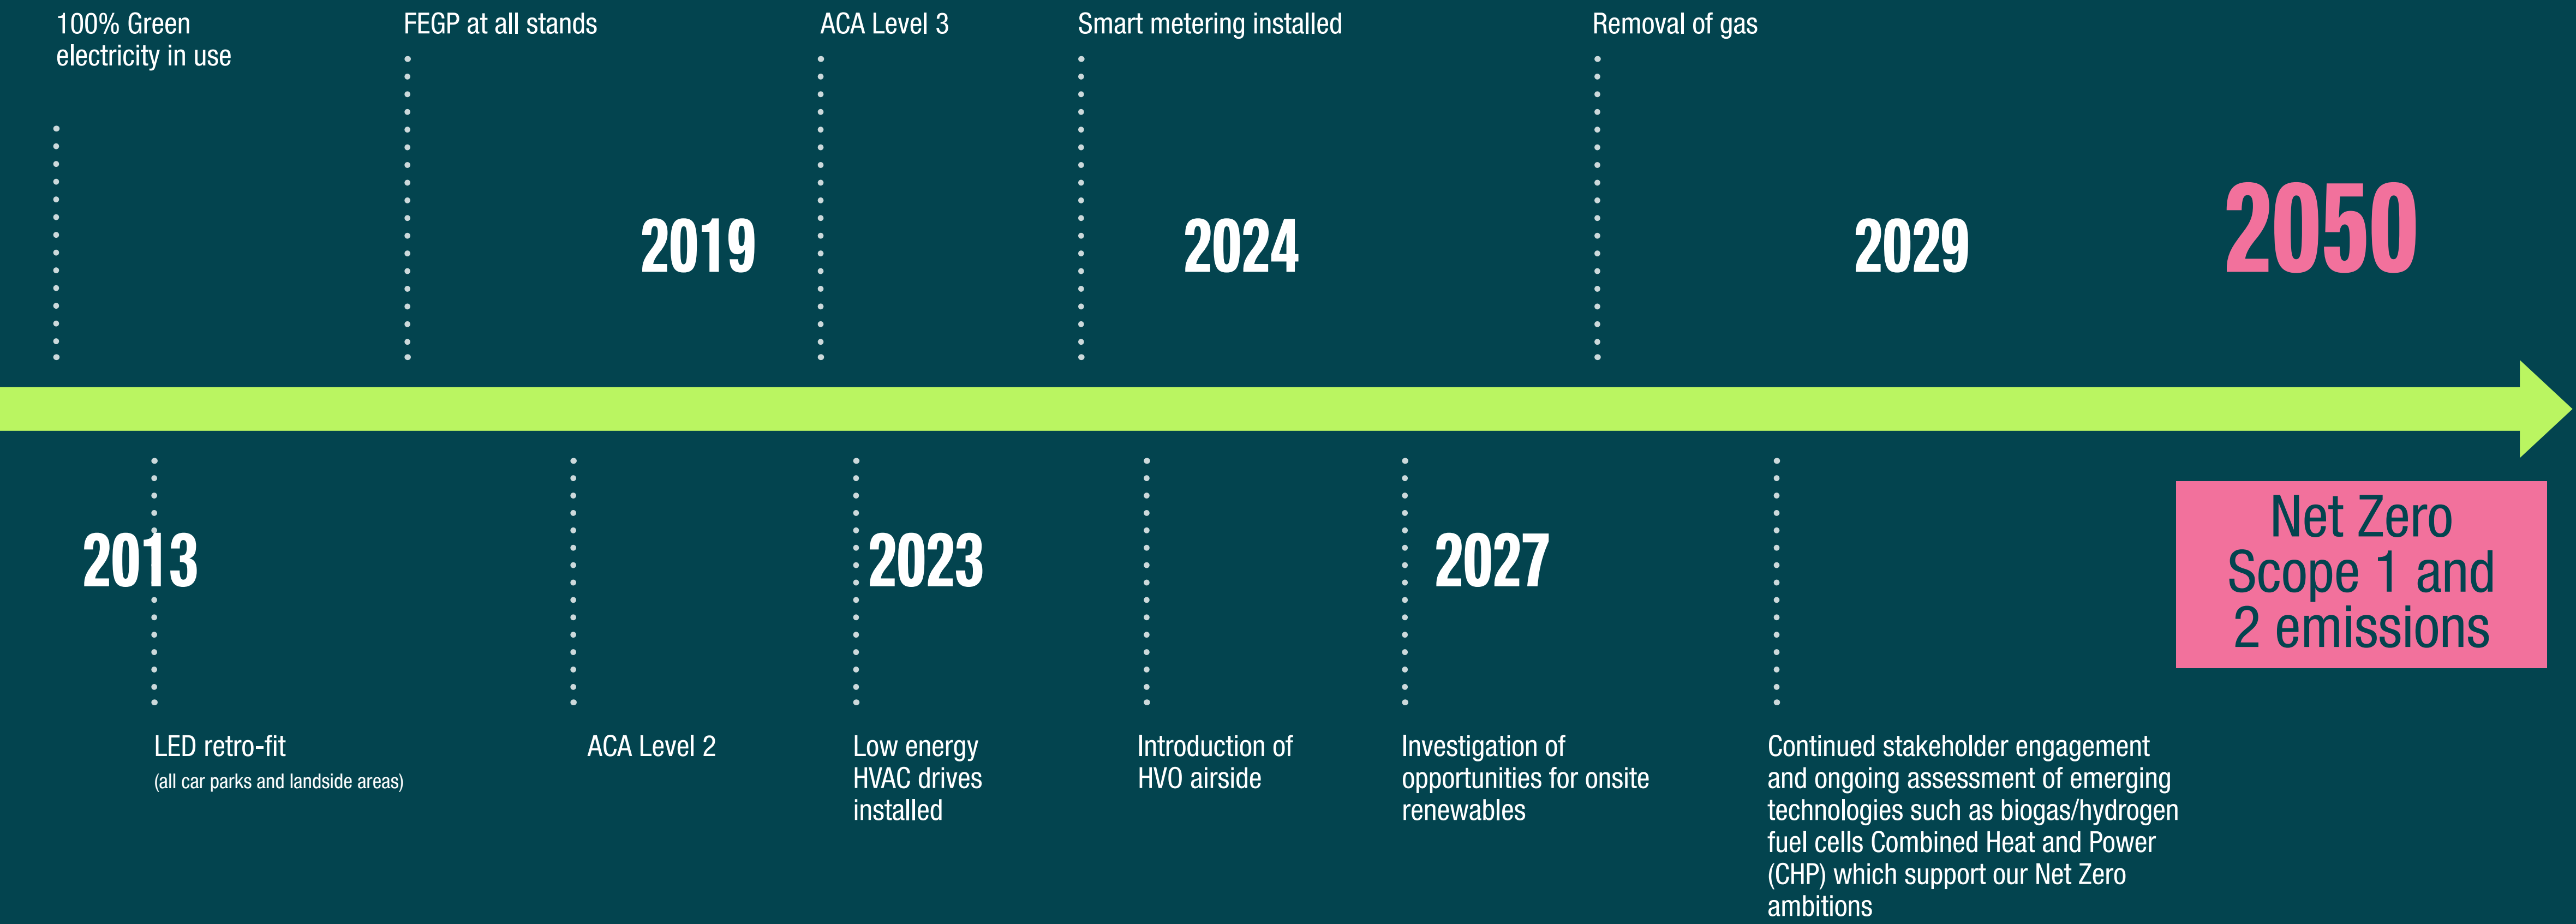 100% Green
electricity in use
FEGP at all stands
ACA Level 3
Smart metering installed
Removal of gas
2019
2024
2029
2050
2013
2023
2027
Net Zero
Scope 1 and
2 emissions
LED retro-fit
(all car parks and landside areas)
ACA Level 2
Low energy
HVAC drives
installed
Introduction of
HVO airside
Investigation of
opportunities for onsite
renewables
Continued stakeholder engagement
and ongoing assessment of emerging
technologies such as biogas/hydrogen
fuel cells Combined Heat and Power
(CHP) which support our Net Zero
ambitions